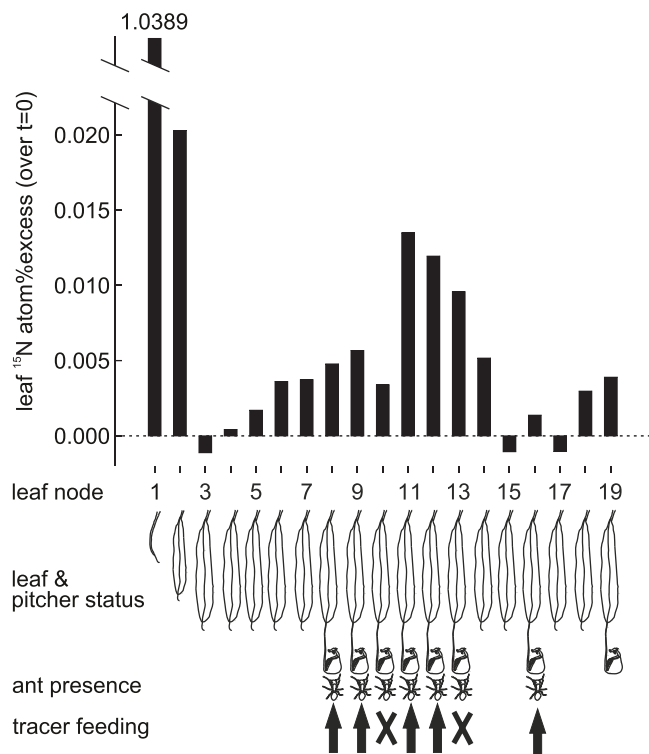 1.0389
leaf ¹⁵N atom%excess (over t=0)
0.020
0.015
0.010
0.005
0.000
leaf node 1 3 5 7 9 11 13 15 17 19
leaf &
pitcher status
ant presence
tracer feeding